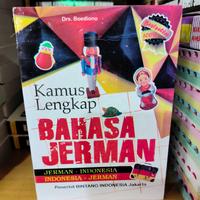 Drs. Boediono
Kamus
Lengkap
BAHASA
JERMAN
JERMAN - INDONESIA
INDONESIA - JERMAN
Penerbit BINTANG INDONESIA Jakarta